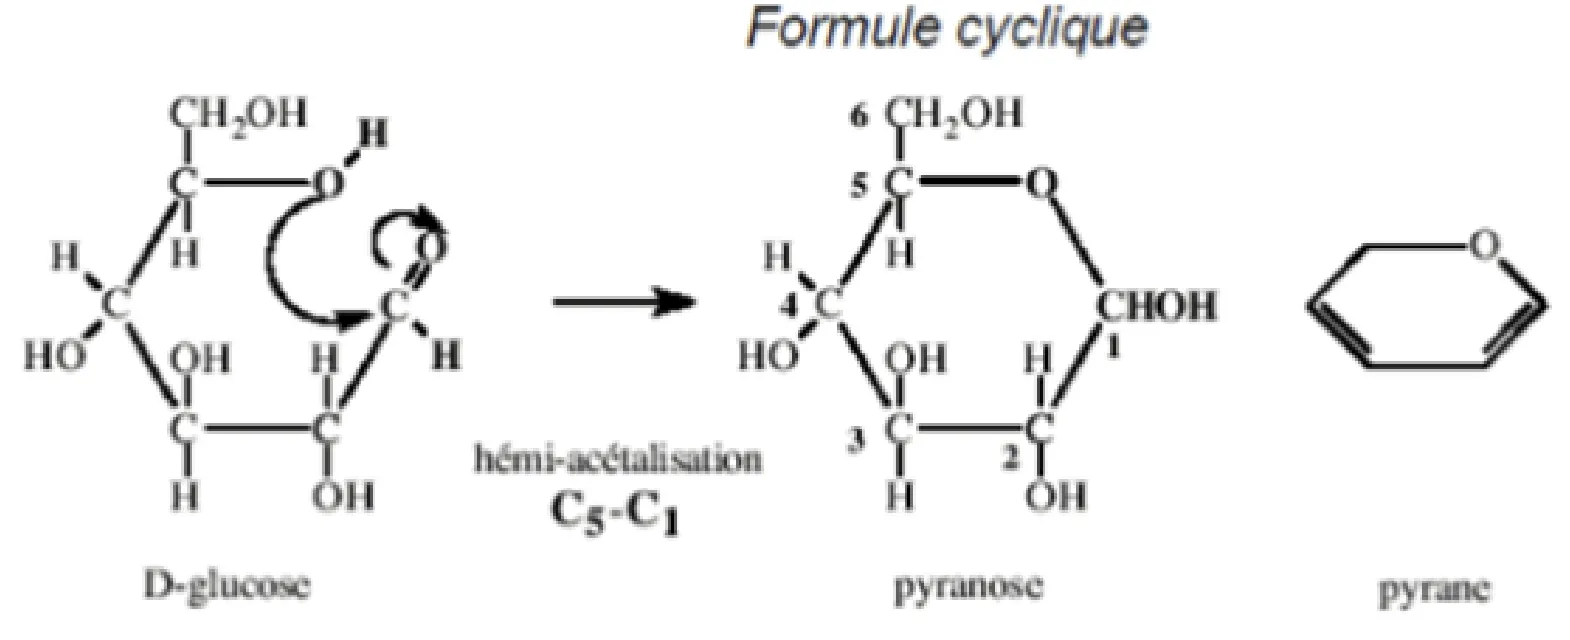 Formule cyclique
CH₂OH
H
C
O
H
O
H
C
C
H
HO
OH
H
C
C
H
OH
D-glucose
hémi-acétalisation
C₅-C₁
6 CH₂OH
5 C
O
H
H
4 C
CHOH
1
HO
OH
H
3 C
2 C
H
OH
pyranose
O
pyrane